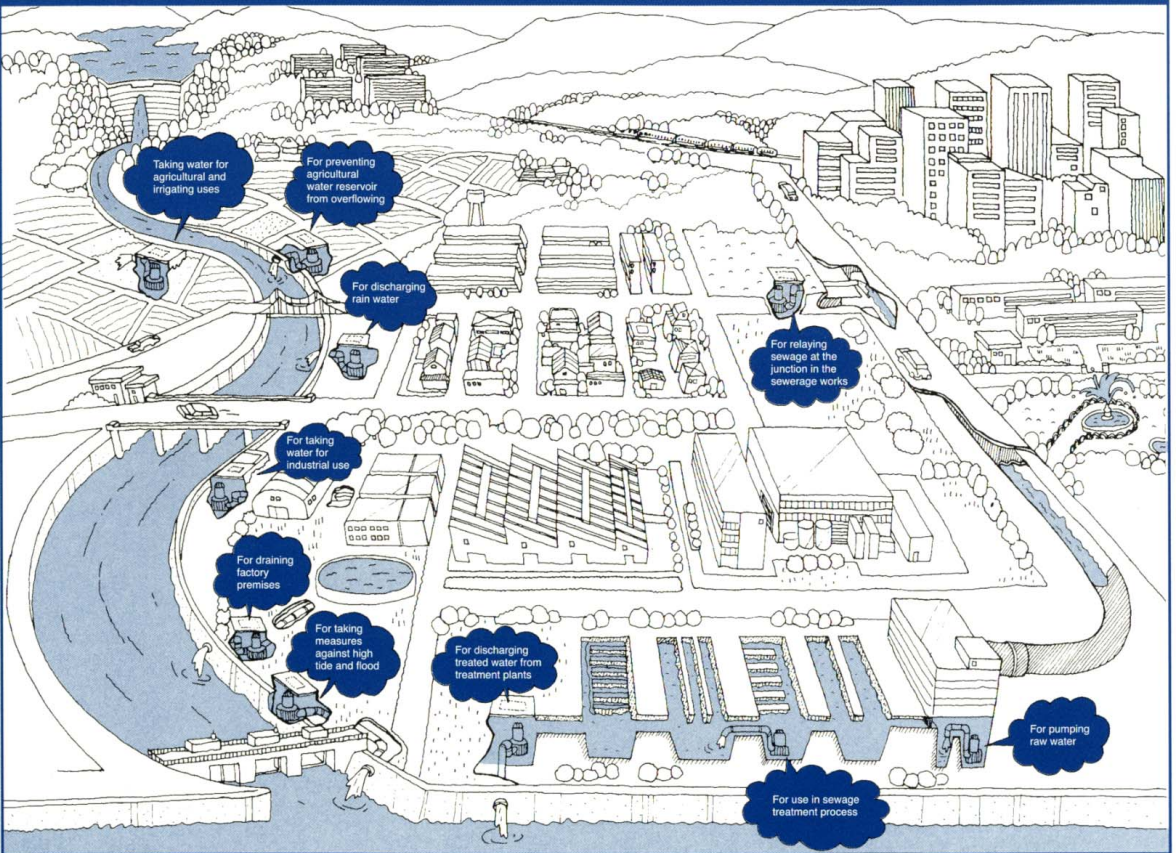 Taking water for
agricultural and
irrigating uses
For preventing
agricultural
water reservoir
from overflowing
For discharging
rain water
For relaying
sewage at the
junction in the
sewerage works
For taking
water for
industrial use
For draining
factory
premises
For taking
measures
against high
tide and flood
For discharging
treated water from
treatment plants
For pumping
raw water
For use in sewage
treatment process